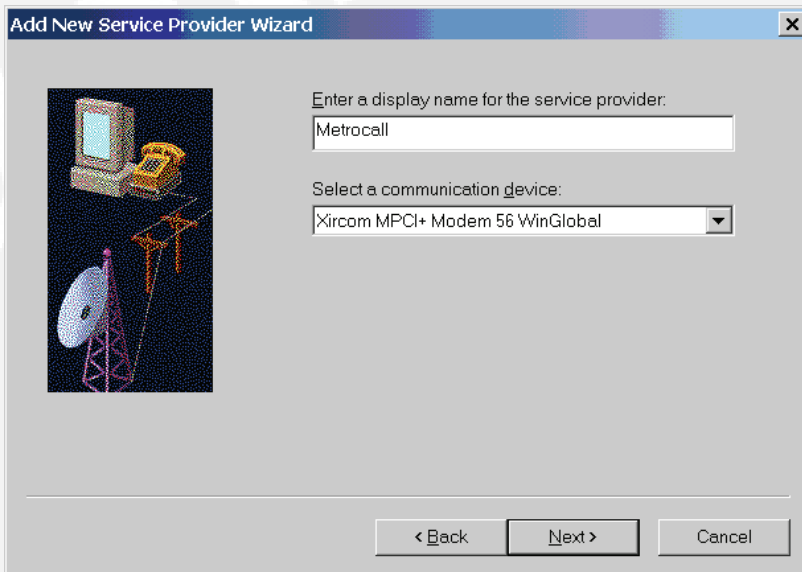 Add New Service Provider Wizard
Enter a display name for the service provider:
Metrocall
Select a communication device:
Xircom MPCI+ Modem 56 WinGlobal
< Back Next > Cancel